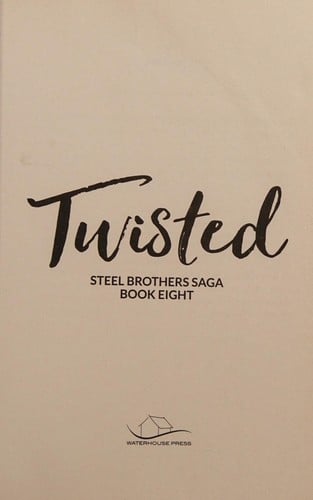 Twisted
STEEL BROTHERS SAGA
BOOK EIGHT
WATERHOUSE PRESS